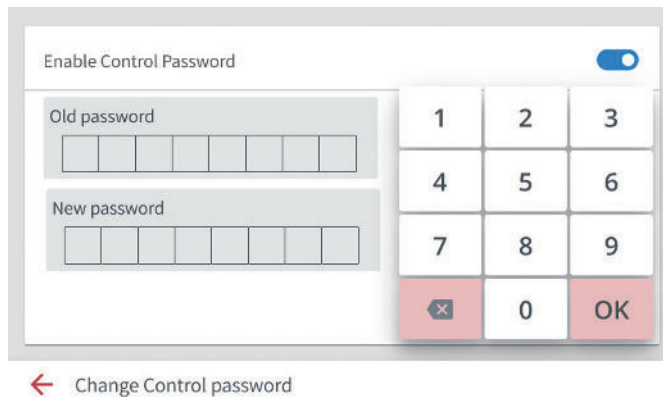 Enable Control Password
Old password
New password
1 2 3
4 5 6
7 8 9
0 OK
Change Control password